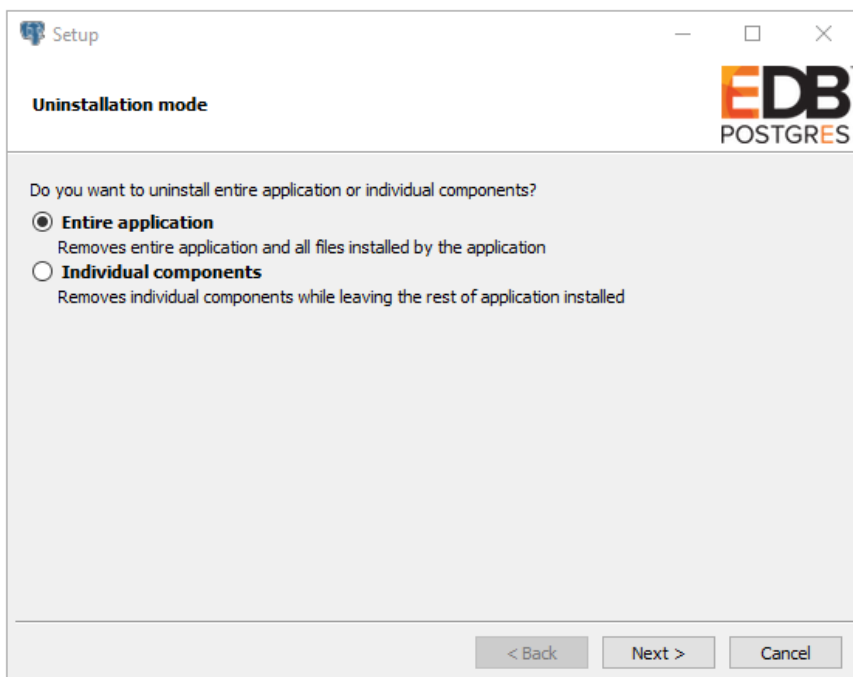 Setup
EDB
POSTGRES
Uninstallation mode
Do you want to uninstall entire application or individual components?
Entire application
Removes entire application and all files installed by the application
Individual components
Removes individual components while leaving the rest of application installed
< Back
Next >
Cancel